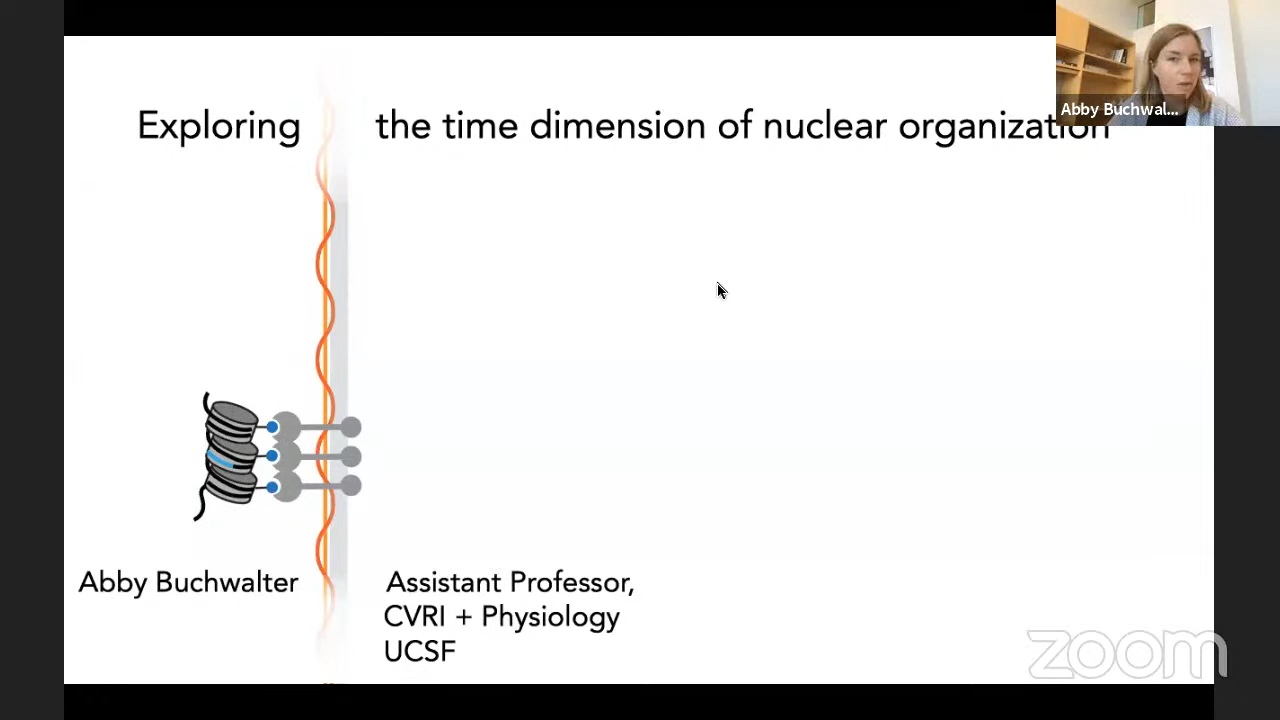 Exploring the time dimension of nuclear organization
Abby Buchwal...
Abby Buchwalter
Assistant Professor,
CVRI + Physiology
UCSF
zoom